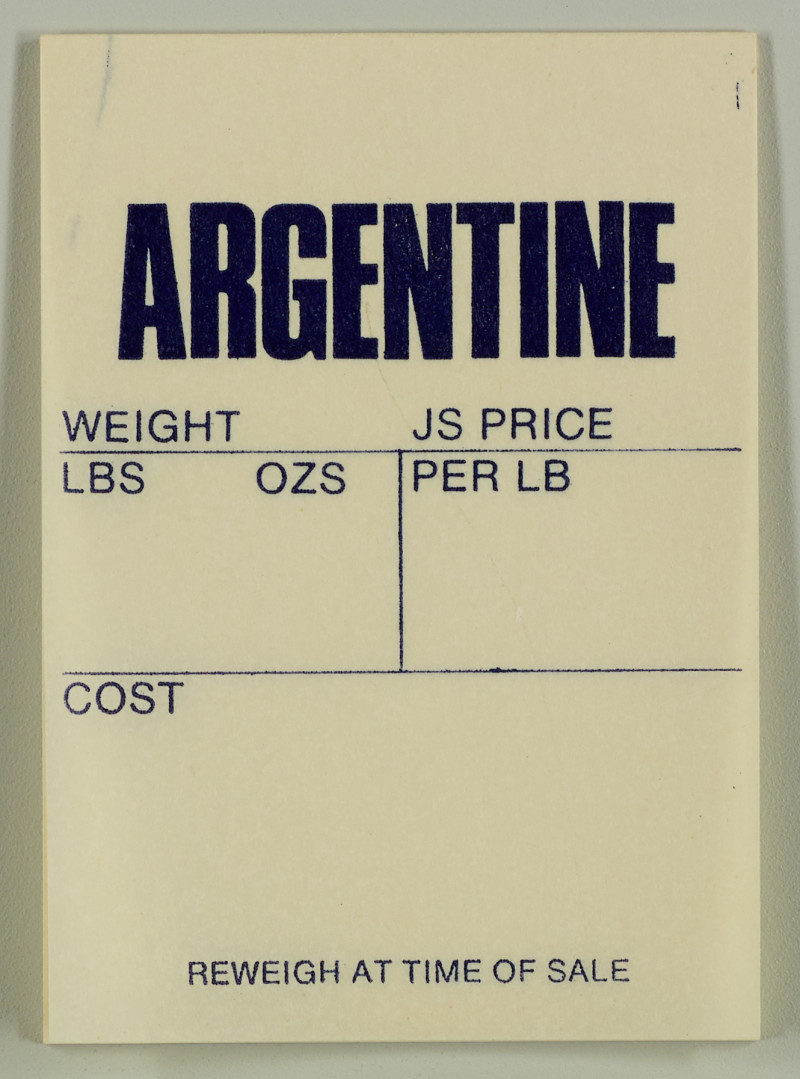 ARGENTINE
WEIGHT JS PRICE
LBS OZS PER LB
COST
REWEIGH AT TIME OF SALE